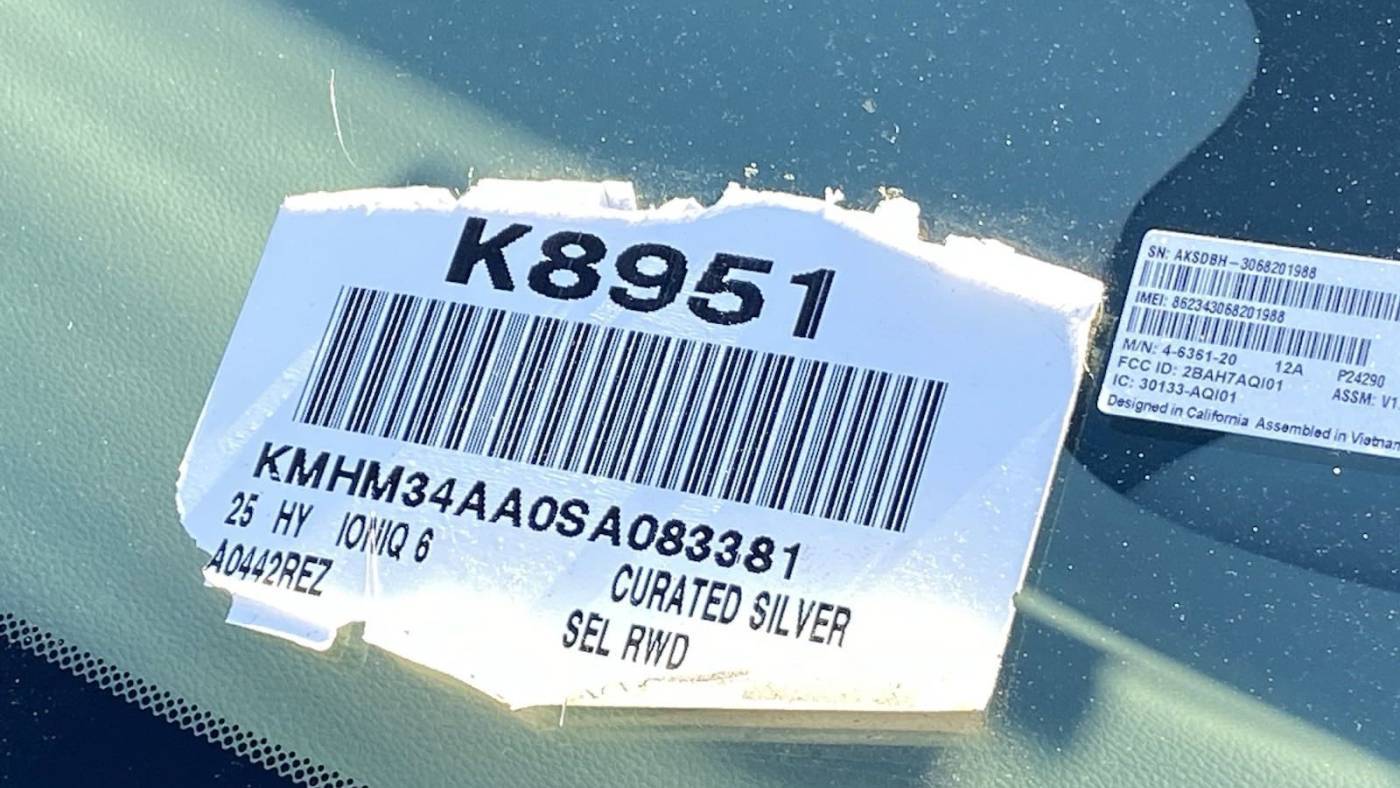 K8951
KMHM34AA0SA083381
25 HY IONIQ 6
CURATED SILVER
A0442REZ
SEL RWD
SN: AKSDBH-3068201988
IMEI: 862343068201988
M/N: 4-6361-20 12A P24290
FCC ID: 2BAH7AQI01 ASSM: V1.
IC: 30133-AQI01
Designed in California Assembled in Vietnam